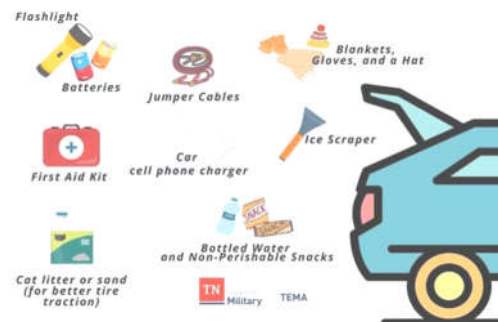 Flashlight
Batteries
Jumper Cables
Blankets,
Gloves, and a Hat
First Aid Kit
Car
cell phone charger
Ice Scraper
Cat litter or sand
(for better tire
traction)
SNACK
Bottled Water
and Non-Perishable Snacks
TN
Military
TEMA